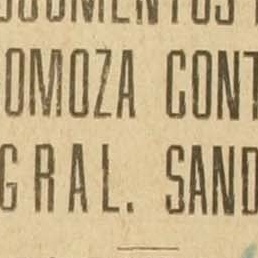 OCUMENTOS
OMOZA CONT
GRAL. SAND